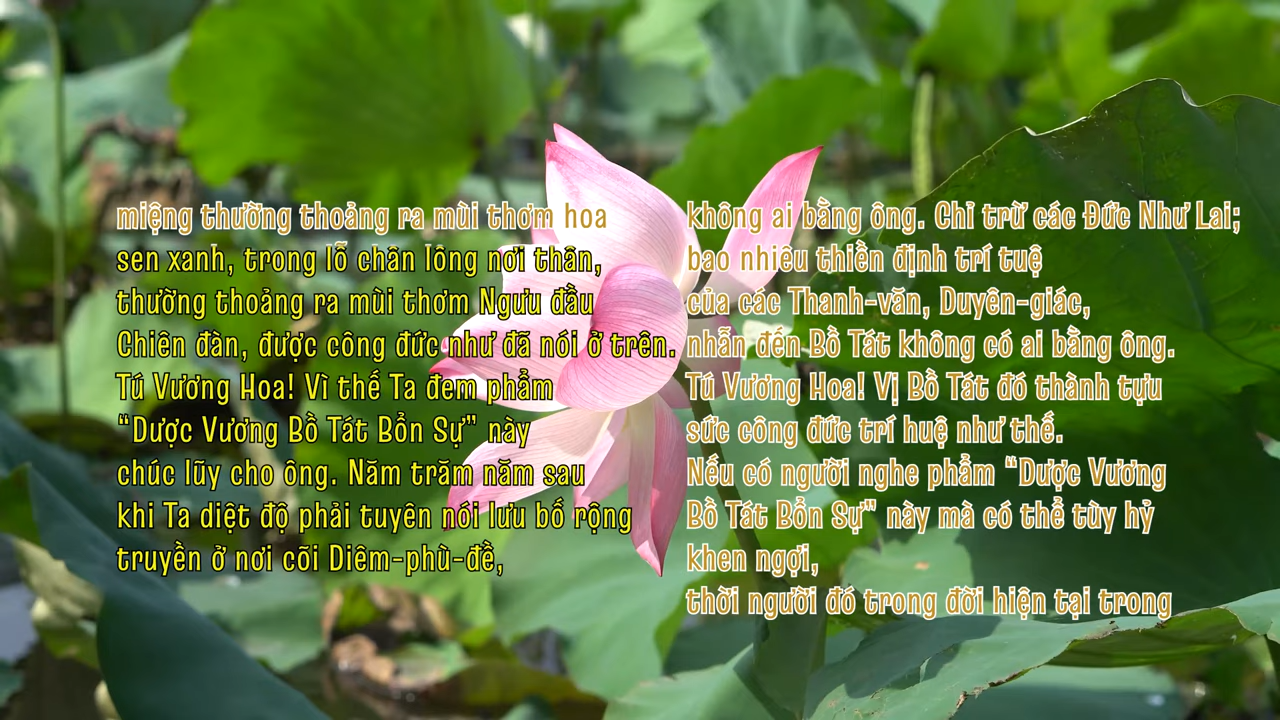 miệng thường thoảng ra mùi thơm hoa
sen xanh, trong lỗ chân lông nơi thân,
thường thoảng ra mùi thơm Ngưu đầu
Chiên đàn, được công đức như đã nói ở trên.
Tú Vương Hoa! Vì thế Ta đem phẩm
“Dược Vương Bồ Tát Bổn Sự” này
chúc lũy cho ông. Năm trăm năm sau
khi Ta diệt độ phải tuyên nói lưu bố rộng
truyền ở nơi cõi Diêm-phù-đề,
không ai bằng ông. Chỉ trừ các Đức Như Lai;
bao nhiêu thiền định trí tuệ
của các Thanh-văn, Duyên-giác,
nhẫn đến Bồ Tát không có ai bằng ông.
Tú Vương Hoa! Vị Bồ Tát đó thành tựu
sức công đức trí huệ như thế.
Nếu có người nghe phẩm “Dược Vương
Bồ Tát Bổn Sự” này mà có thể tùy hỷ
khen ngợi,
thời người đó trong đời hiện tại trong